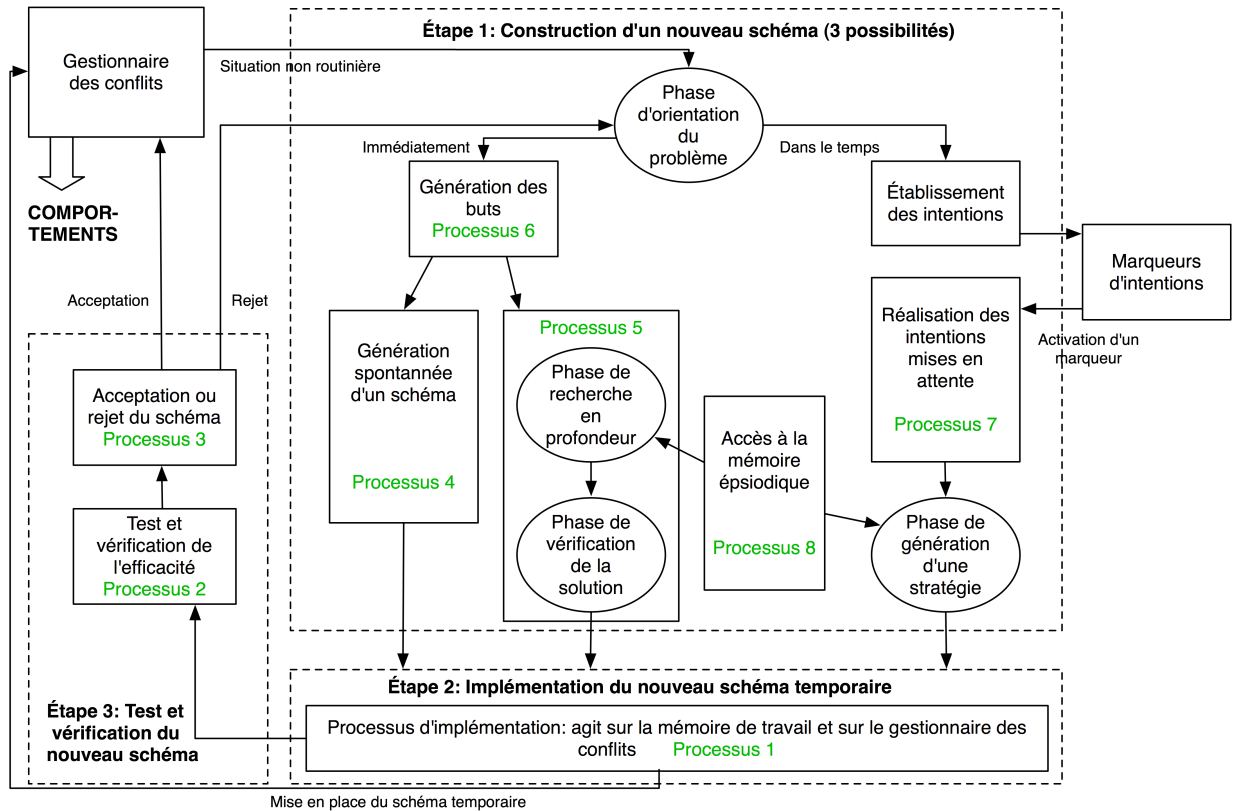 Étape 1: Construction d'un nouveau schéma (3 possibilités)
Gestionnaire
des conflits
Situation non routinière
Phase
d'orientation
du
problème
Immédiatement
Dans le temps
Génération des
buts
Processus 6
Établissement
des intentions
COMPOR-
TEMENTS
Marqueurs
d'intentions
Acceptation
Rejet
Activation d'un
marqueur
Génération
spontannée
d'un schéma
Processus 4
Processus 5
Phase de
recherche
en
profondeur
Phase de
vérification
de la
solution
Accès à la
mémoire
épsiodique
Processus 8
Réalisation des
intentions
mises en
attente
Processus 7
Phase de
génération
d'une
stratégie
Acceptation ou
rejet du schéma
Processus 3
Test et
vérification de
l'efficacité
Processus 2
Étape 3: Test et
vérification du
nouveau schéma
Étape 2: Implémentation du nouveau schéma temporaire
Processus d'implémentation: agit sur la mémoire de travail et sur le gestionnaire des
conflits Processus 1
Mise en place du schéma temporaire